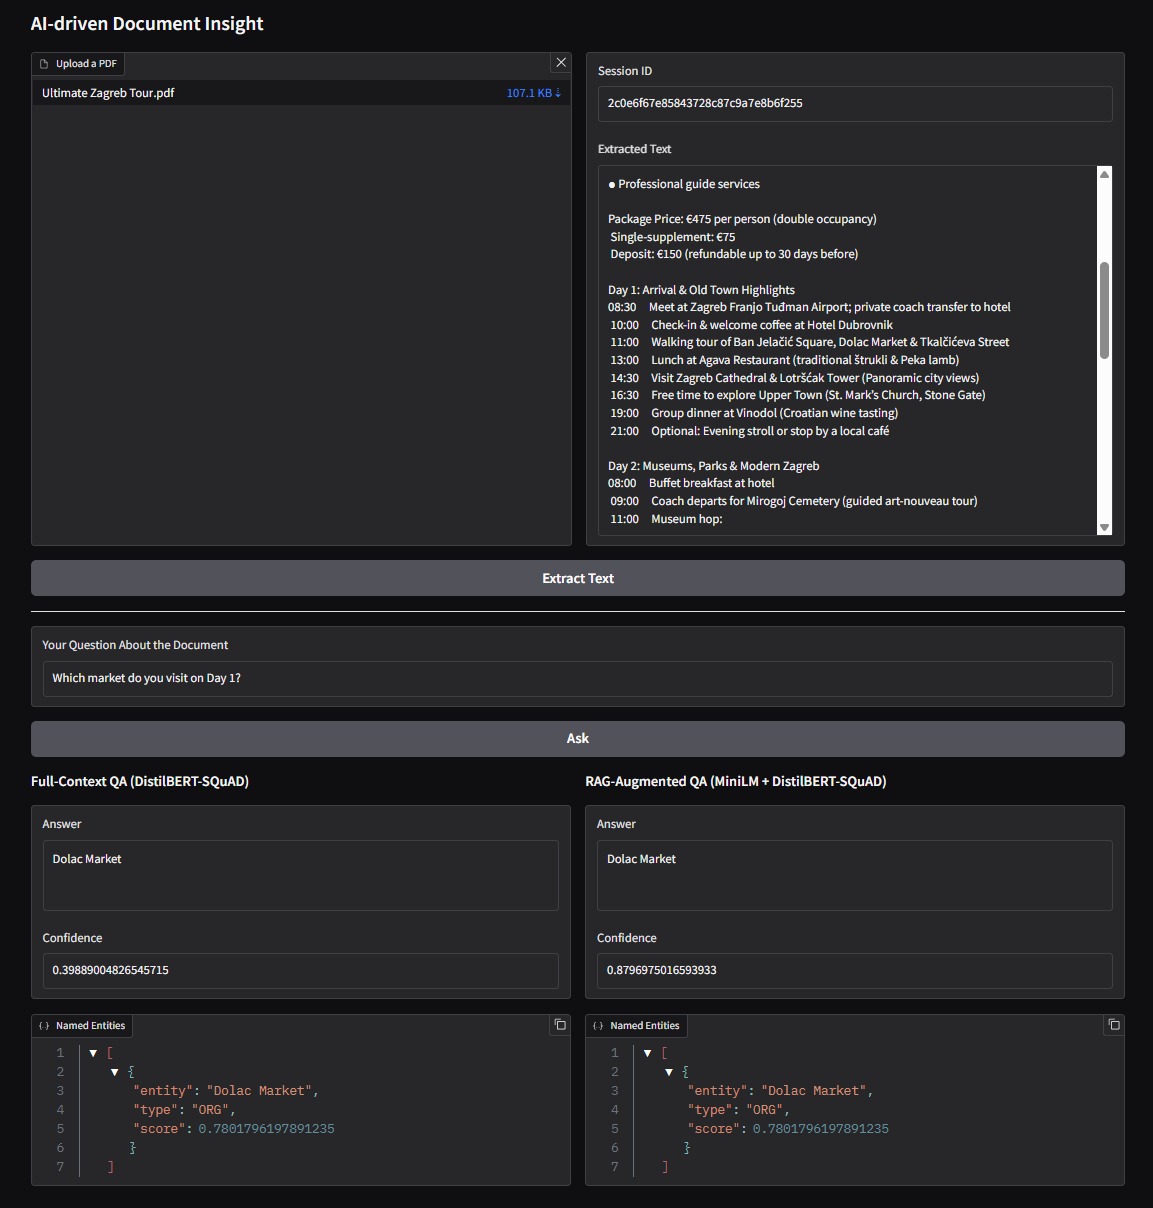 AI-driven Document Insight
Upload a PDF
Ultimate Zagreb Tour.pdf
107.1 KB ↓
Session ID
2c0e6f67e85843728c87c9a7e8b6f255
Extracted Text
● Professional guide services
Package Price: €475 per person (double occupancy)
Single-supplement: €75
Deposit: €150 (refundable up to 30 days before)
Day 1: Arrival & Old Town Highlights
08:30 Meet at Zagreb Franjo Tuđman Airport; private coach transfer to hotel
10:00 Check-in & welcome coffee at Hotel Dubrovnik
11:00 Walking tour of Ban Jelačić Square, Dolac Market & Tkalčićeva Street
13:00 Lunch at Agava Restaurant (traditional štrukli & Peka lamb)
14:30 Visit Zagreb Cathedral & Lotrščak Tower (Panoramic city views)
16:30 Free time to explore Upper Town (St. Mark's Church, Stone Gate)
19:00 Group dinner at Vinodol (Croatian wine tasting)
21:00 Optional: Evening stroll or stop by a local café
Day 2: Museums, Parks & Modern Zagreb
08:00 Buffet breakfast at hotel
09:00 Coach departs for Mirogoj Cemetery (guided art-nouveau tour)
11:00 Museum hop:
Extract Text
Your Question About the Document
Which market do you visit on Day 1?
Ask
Full-Context QA (DistilBERT-SQuAD)
Answer
Dolac Market
Confidence
0.39889004826545715
{ } Named Entities
1 ▼ [
2 ▼ {
3 "entity": "Dolac Market",
4 "type": "ORG",
5 "score": 0.7801796197891235
6 }
7 ]
RAG-Augmented QA (MiniLM + DistilBERT-SQuAD)
Answer
Dolac Market
Confidence
0.8796975016593933
{ } Named Entities
1 ▼ [
2 ▼ {
3 "entity": "Dolac Market",
4 "type": "ORG",
5 "score": 0.7801796197891235
6 }
7 ]